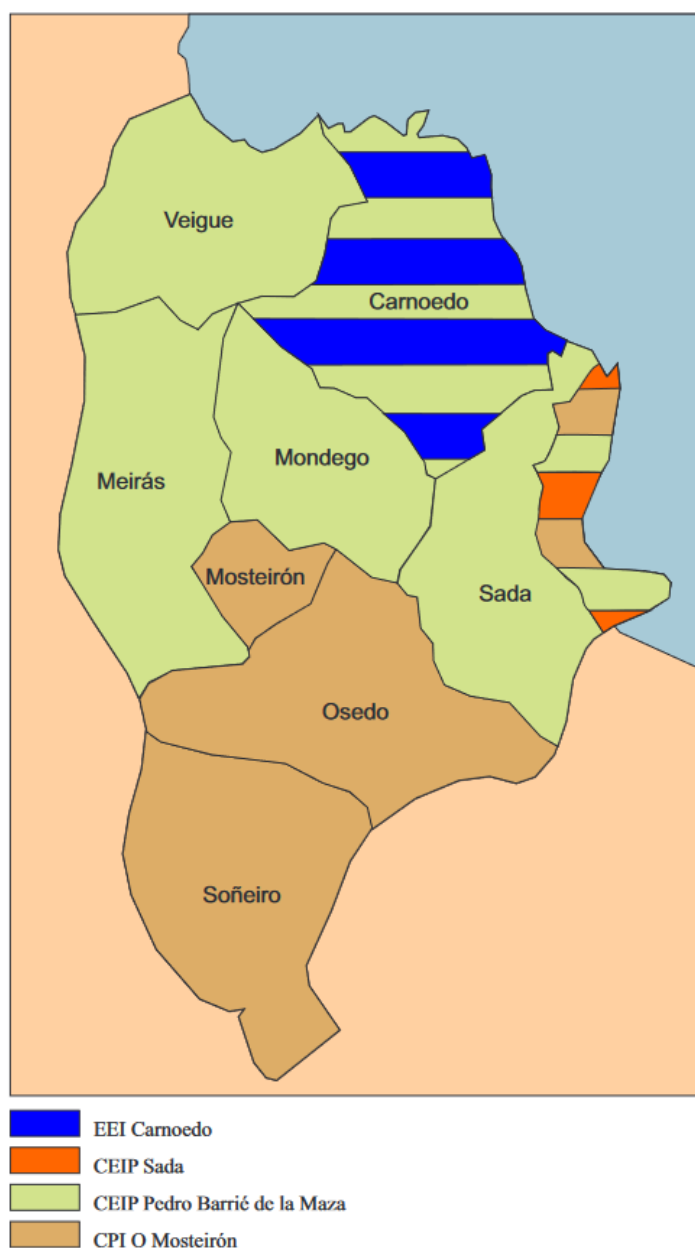 Veigue
Carnoedo
Meirás
Mondego
Mosteirón
Sada
Osedo
Soñeiro
EEI Carnoedo
CEIP Sada
CEIP Pedro Barrié de la Maza
CPI O Mosteirón